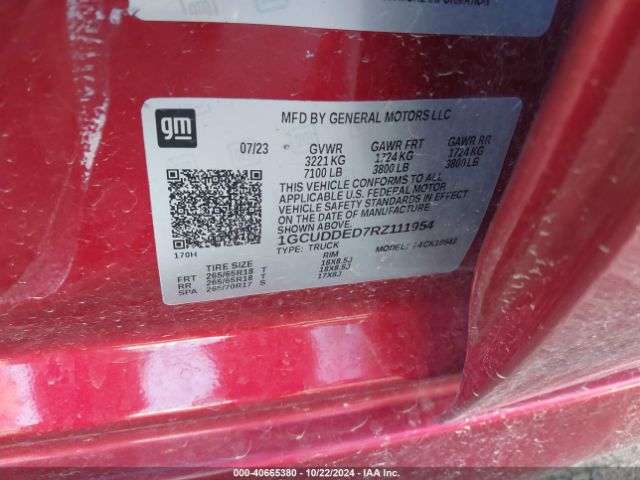 INFORMATION
gm
MFD BY GENERAL MOTORS LLC
07/23 GVWR GAWR FRT GAWR RR
3221 KG 1724 KG 1724 KG
7100 LB 3800 LB 3800 LB
THIS VEHICLE CONFORMS TO ALL
APPLICABLE U.S. FEDERAL MOTOR
VEHICLE SAFETY STANDARDS IN EFFECT
ON THE DATE OF MANUFACTURE
SHOWN ABOVE.
1GCUDDED7RZ111954
TYPE: TRUCK MODEL:
170H
TIRE SIZE RIM
FRT 265/65R18 T 18X8.5J
RR 265/65R18 T 18X8.5J
SPA 265/70R17 S 17X8J
000-40665380 | 10/22/2024 | IAA Inc.